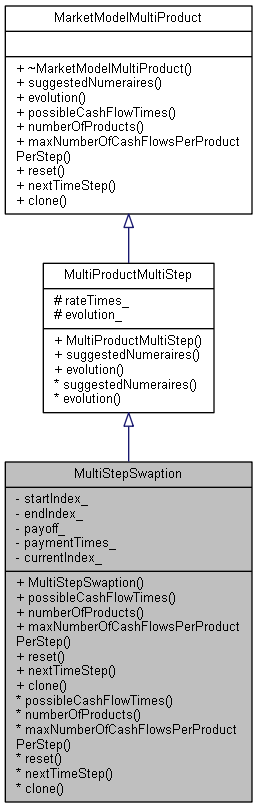 MarketModelMultiProduct
+ ~MarketModelMultiProduct()
+ suggestedNumeraires()
+ evolution()
+ possibleCashFlowTimes()
+ numberOfProducts()
+ maxNumberOfCashFlowsPerProduct
PerStep()
+ reset()
+ nextTimeStep()
+ clone()
MultiProductMultiStep
# rateTimes_
# evolution_
+ MultiProductMultiStep()
+ suggestedNumeraires()
+ evolution()
* suggestedNumeraires()
* evolution()
MultiStepSwaption
- startIndex_
- endIndex_
- payoff_
- paymentTimes_
- currentIndex_
+ MultiStepSwaption()
+ possibleCashFlowTimes()
+ numberOfProducts()
+ maxNumberOfCashFlowsPerProduct
PerStep()
+ reset()
+ nextTimeStep()
+ clone()
* possibleCashFlowTimes()
* numberOfProducts()
* maxNumberOfCashFlowsPerProduct
PerStep()
* reset()
* nextTimeStep()
* clone()